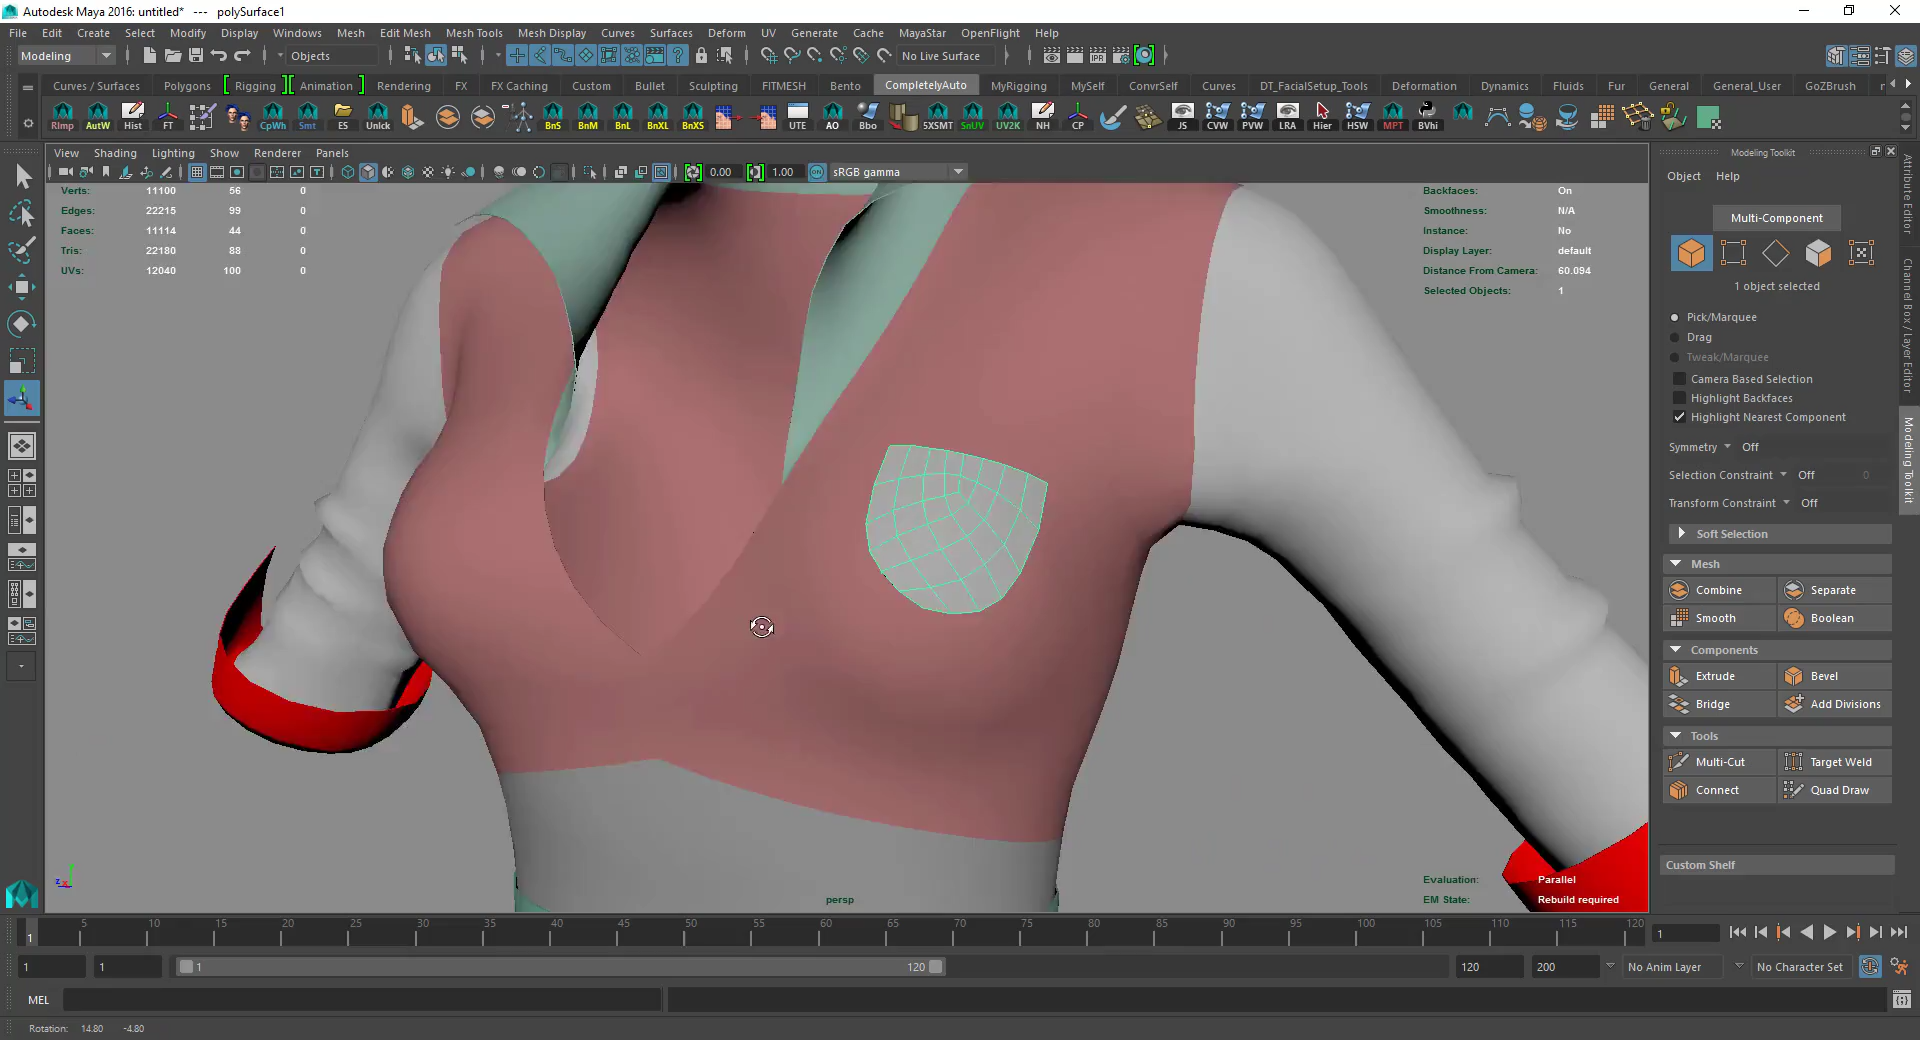 Autodesk Maya 2016: untitled* --- polySurface1
File Edit Create Select Modify Display Windows Mesh Edit Mesh Mesh Tools Mesh Display Curves Surfaces Deform UV Generate Cache MayaStar OpenFlight Help
Modeling Objects No Live Surface
Curves / Surfaces Polygons Rigging Animation Rendering FX FX Caching Custom Bullet Sculpting FITMESH Bento CompletelyAuto MyRigging MySelf ConvrSelf Curves DT_FacialSetup_Tools Deformation Dynamics Fluids Fur General General_User GoZBrush
RImp AutW Hist FT CpWh Smt ES Unlck BnS BnM BnL BnXL BnXS UTE AO Bbo 5XSMT SnUV UV2K NH CP JS CVW PVW LRA Hier HSW MPT BVhi
View Shading Lighting Show Renderer Panels
0.00 1.00 sRGB gamma
Verts: 11100 56 0
Edges: 22215 99 0
Faces: 11114 44 0
Tris: 22180 88 0
UVs: 12040 100 0
Backfaces: On
Smoothness: N/A
Instance: No
Display Layer: default
Distance From Camera: 60.094
Selected Objects: 1
persp
Evaluation: Parallel
EM State: Rebuild required
Modeling Toolkit
Object Help
Multi-Component
1 object selected
Pick/Marquee
Drag
Tweak/Marquee
Camera Based Selection
Highlight Backfaces
Highlight Nearest Component
Symmetry Off
Selection Constraint Off 0
Transform Constraint Off
Soft Selection
Mesh
Combine Separate
Smooth Boolean
Components
Extrude Bevel
Bridge Add Divisions
Tools
Multi-Cut Target Weld
Connect Quad Draw
Custom Shelf
Attribute Editor
Channel Box / Layer Editor
Modeling Toolkit
5 10 15 20 25 30 35 40 45 50 55 60 65 70 75 80 85 90 95 100 105 110 115 120
1 1
1 1 1 120 120 200 No Anim Layer No Character Set
MEL
Rotation: 14.80 -4.80